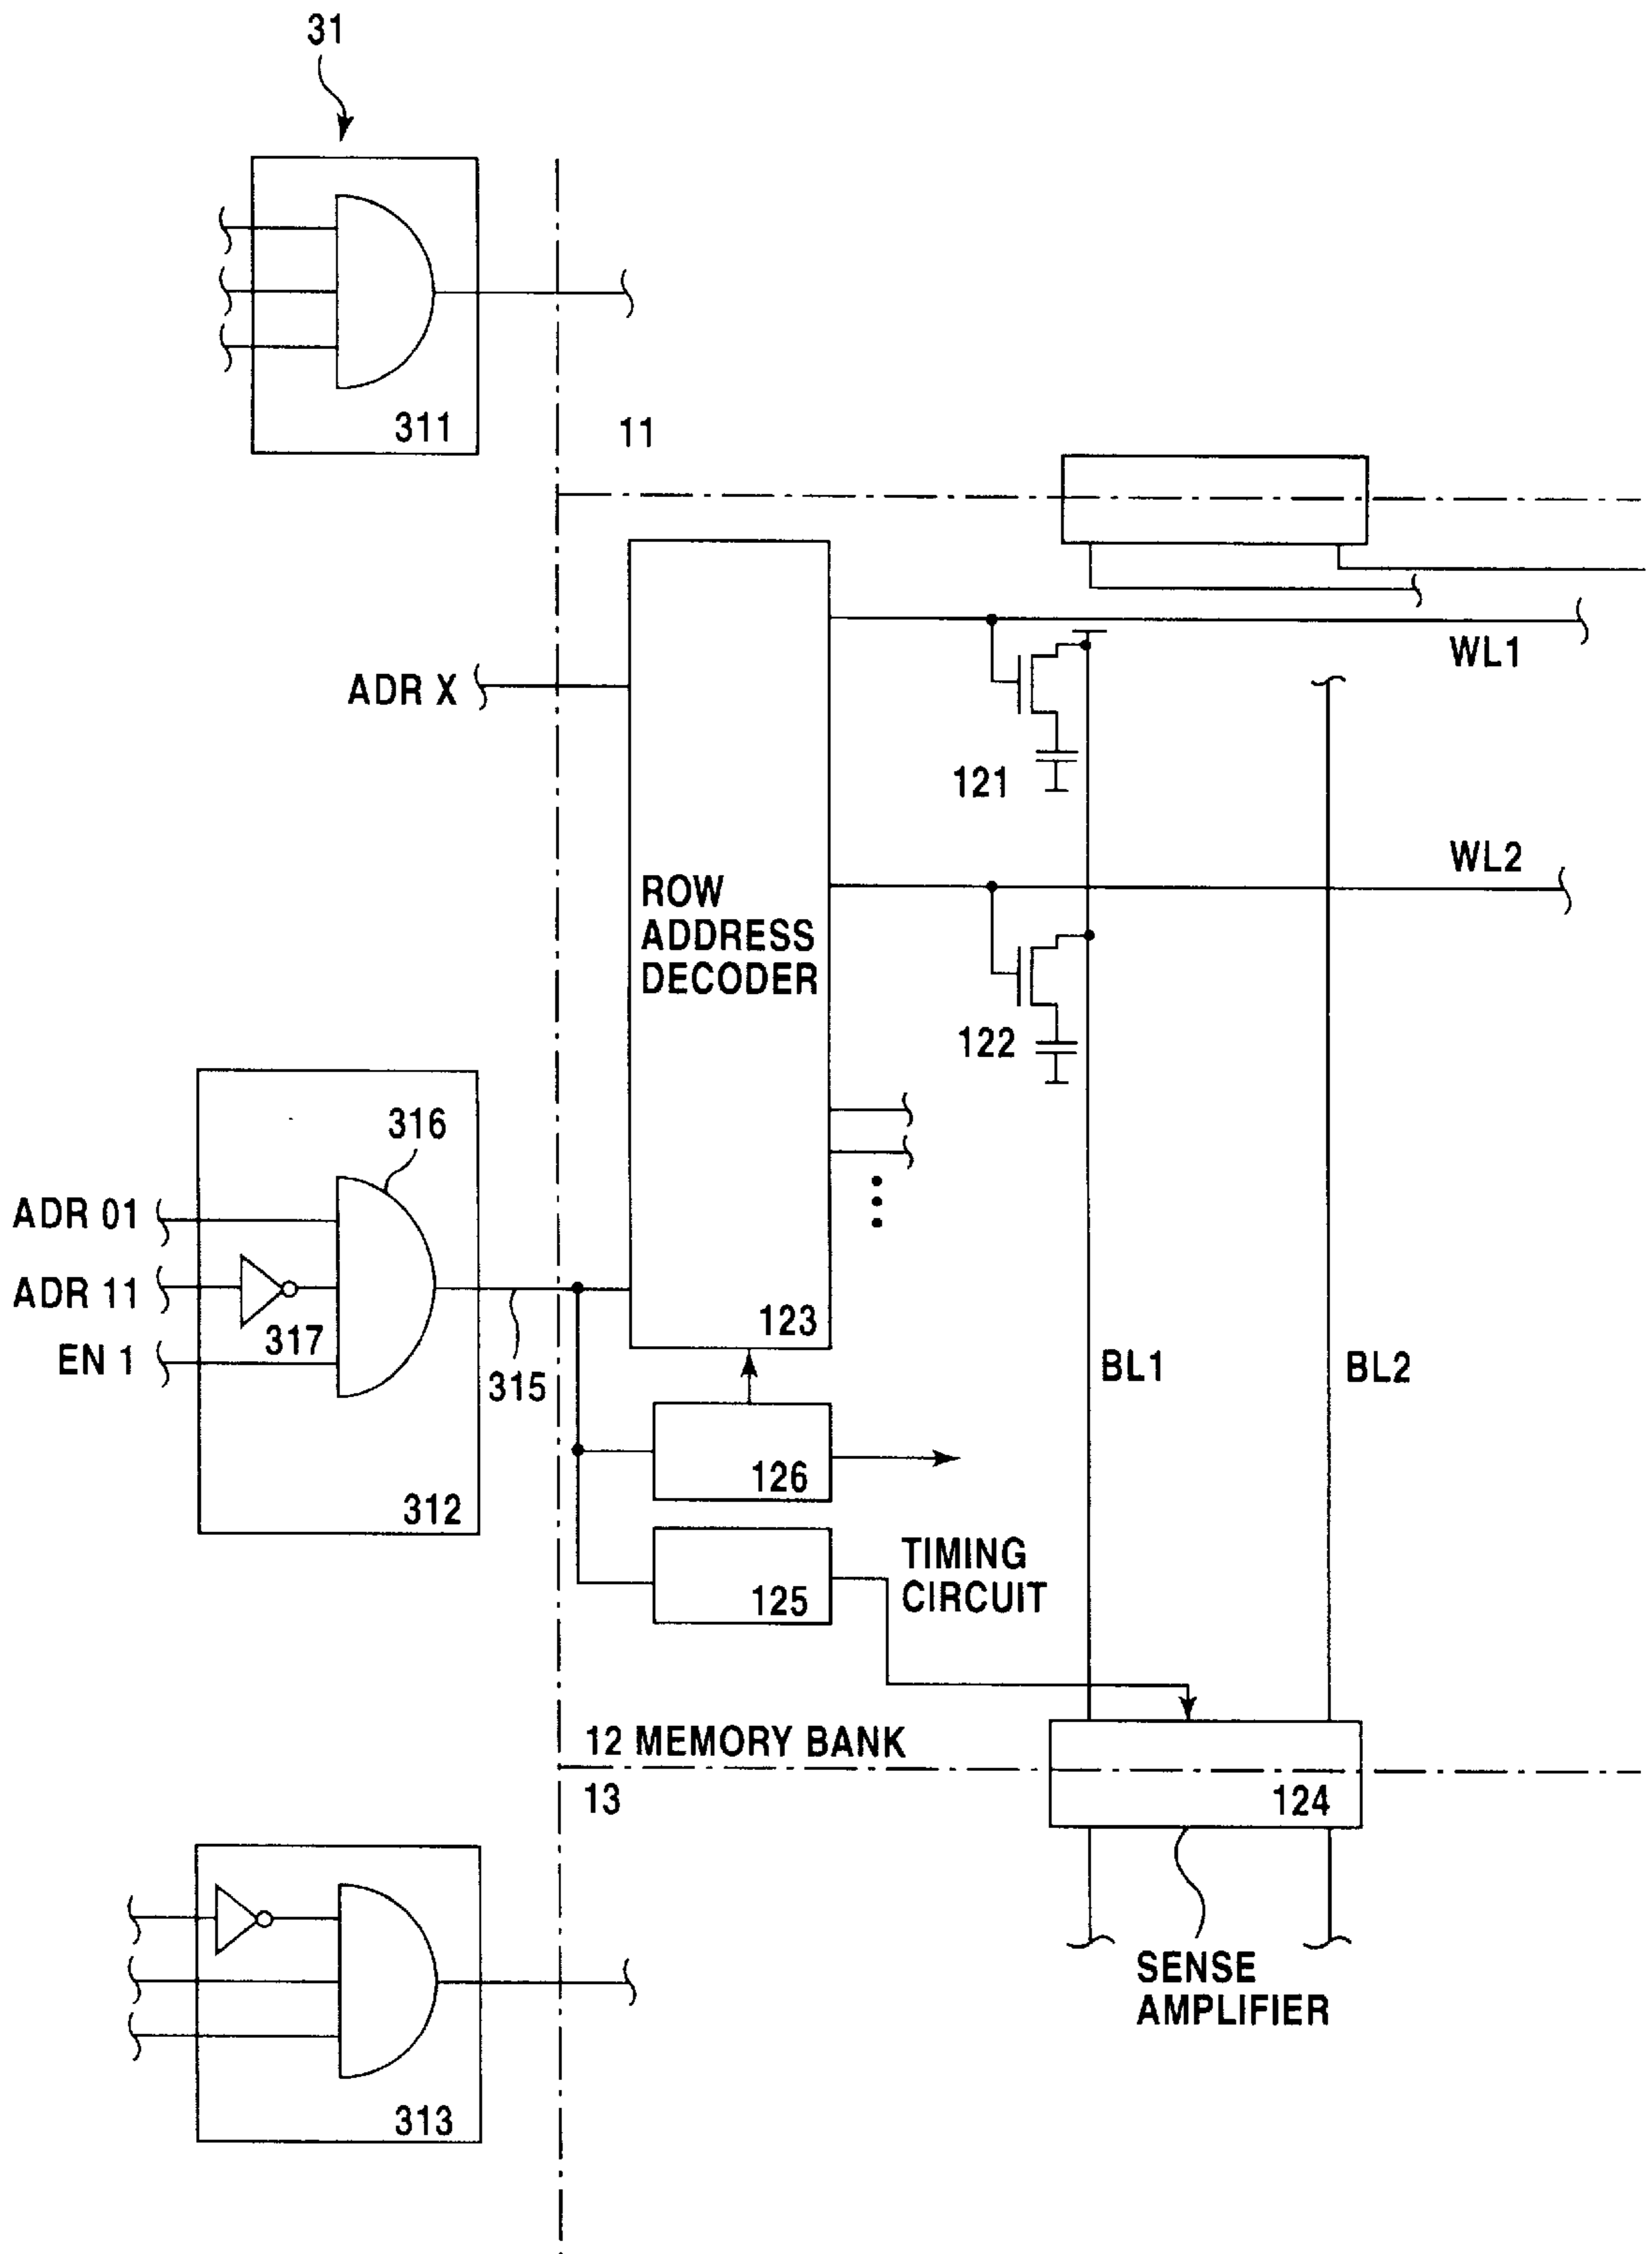 31
311
11
WL1
ADR X
121
WL2
ROW
ADDRESS
DECODER
122
316
ADR 01
ADR 11
317
EN 1
123
315
BL1
BL2
126
312
TIMING
CIRCUIT
125
12 MEMORY BANK
13
124
SENSE
AMPLIFIER
313